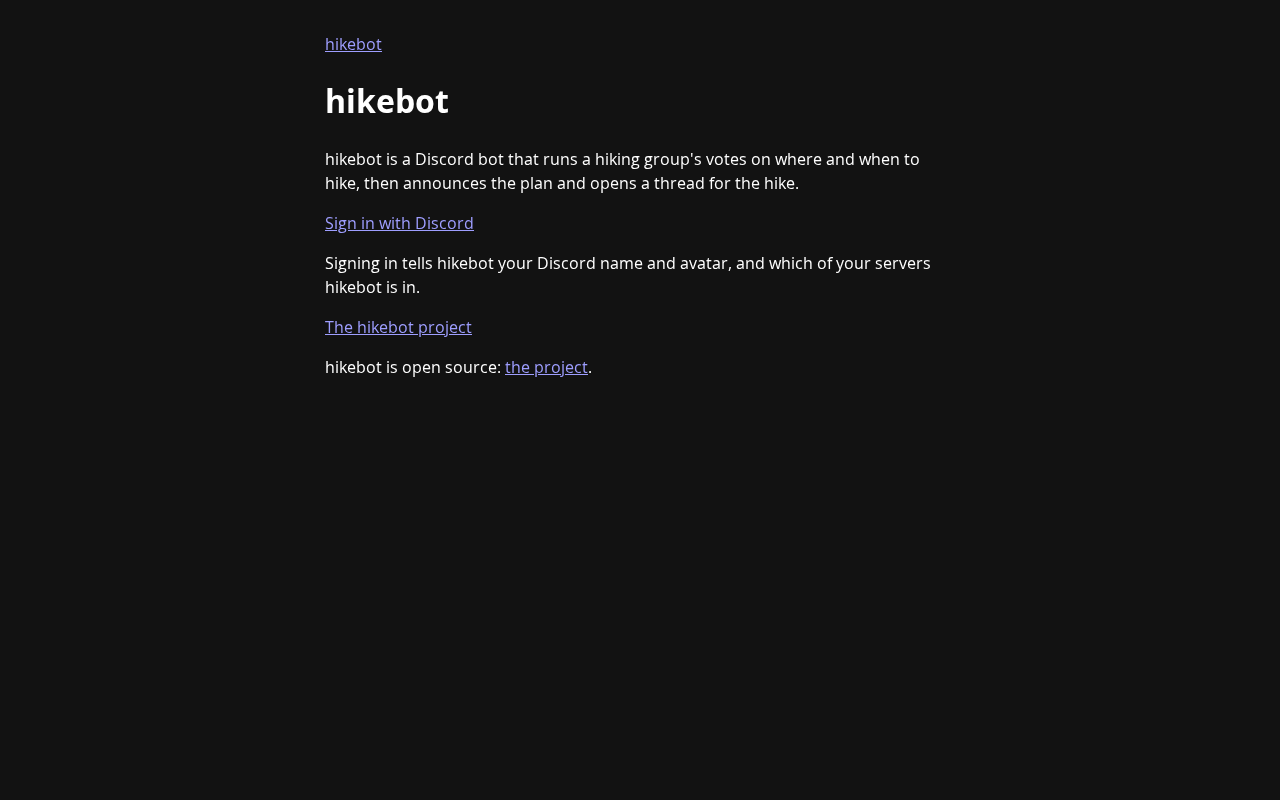 hikebot
hikebot
hikebot is a Discord bot that runs a hiking group's votes on where and when to
hike, then announces the plan and opens a thread for the hike.
Sign in with Discord
Signing in tells hikebot your Discord name and avatar, and which of your servers
hikebot is in.
The hikebot project
hikebot is open source: the project.